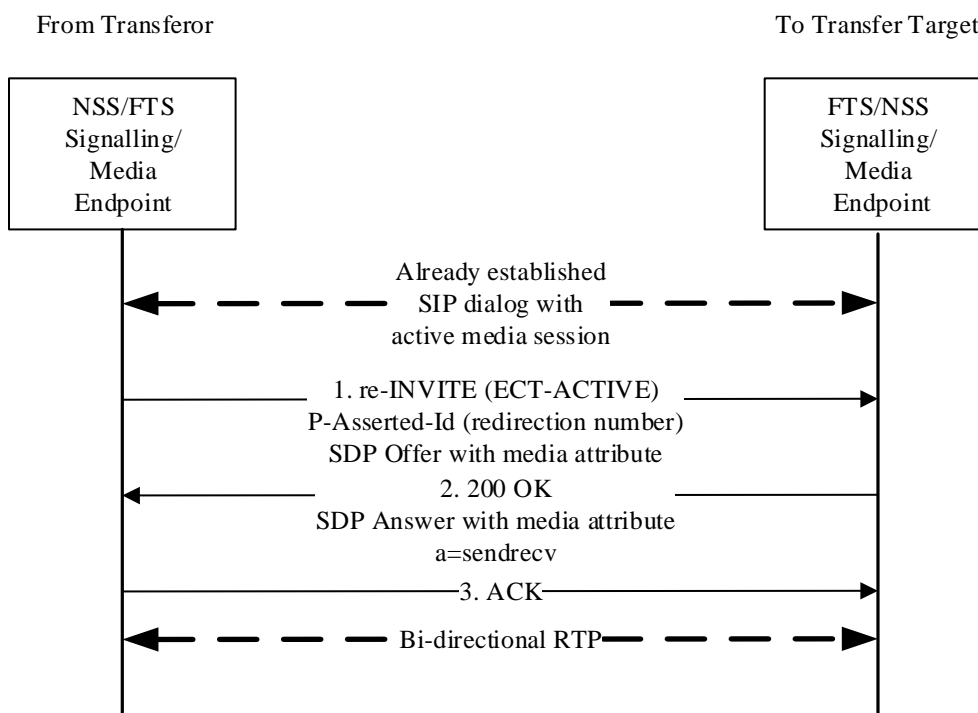 From Transferor
To Transfer Target
NSS/FTS
Signalling/
Media
Endpoint
FTS/NSS
Signalling/
Media
Endpoint
Already established
SIP dialog with
active media session
1. re-INVITE (ECT-ACTIVE)
P-Asserted-Id (redirection number)
SDP Offer with media attribute
2. 200 OK
SDP Answer with media attribute
a=sendrecv
3. ACK
Bi-directional RTP